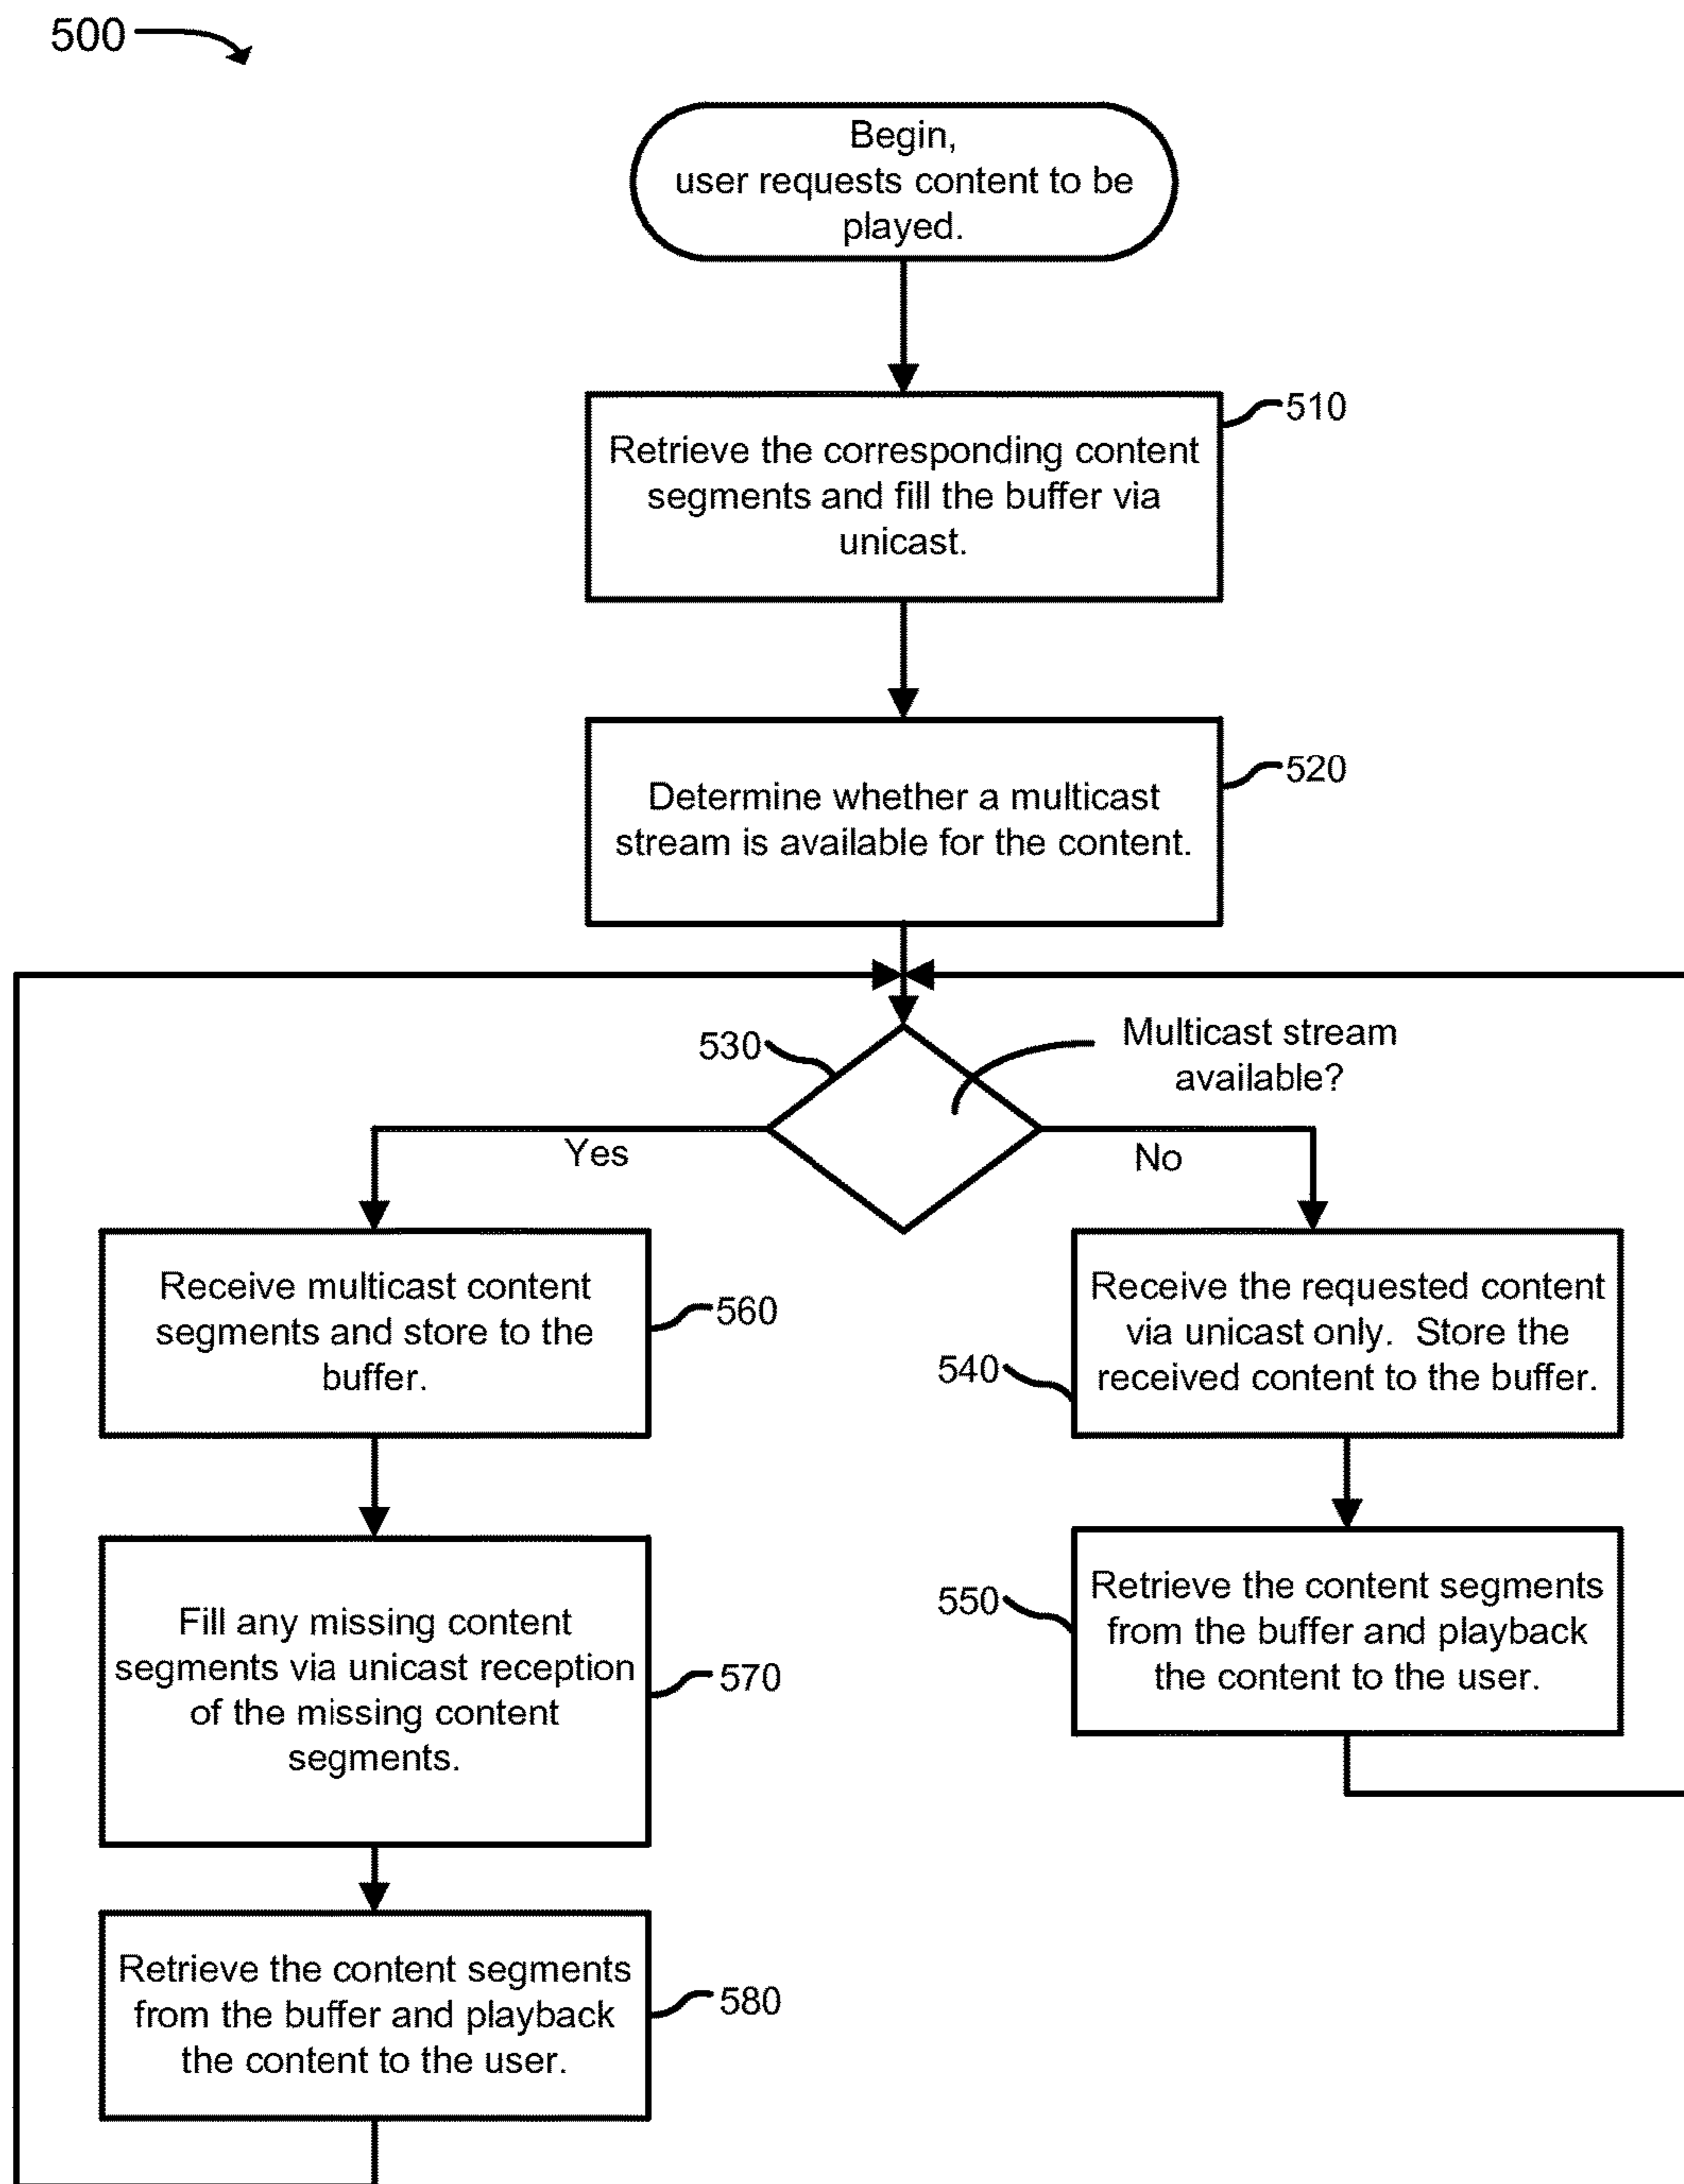 500
Begin,
user requests content to be
played.
510
Retrieve the corresponding content
segments and fill the buffer via
unicast.
520
Determine whether a multicast
stream is available for the content.
530
Multicast stream
available?
Yes
No
Receive multicast content
segments and store to the
buffer.
560
Receive the requested content
via unicast only.  Store the
received content to the buffer.
540
Fill any missing content
segments via unicast reception
of the missing content
segments.
570
Retrieve the content segments
from the buffer and playback
the content to the user.
550
Retrieve the content segments
from the buffer and playback
the content to the user.
580